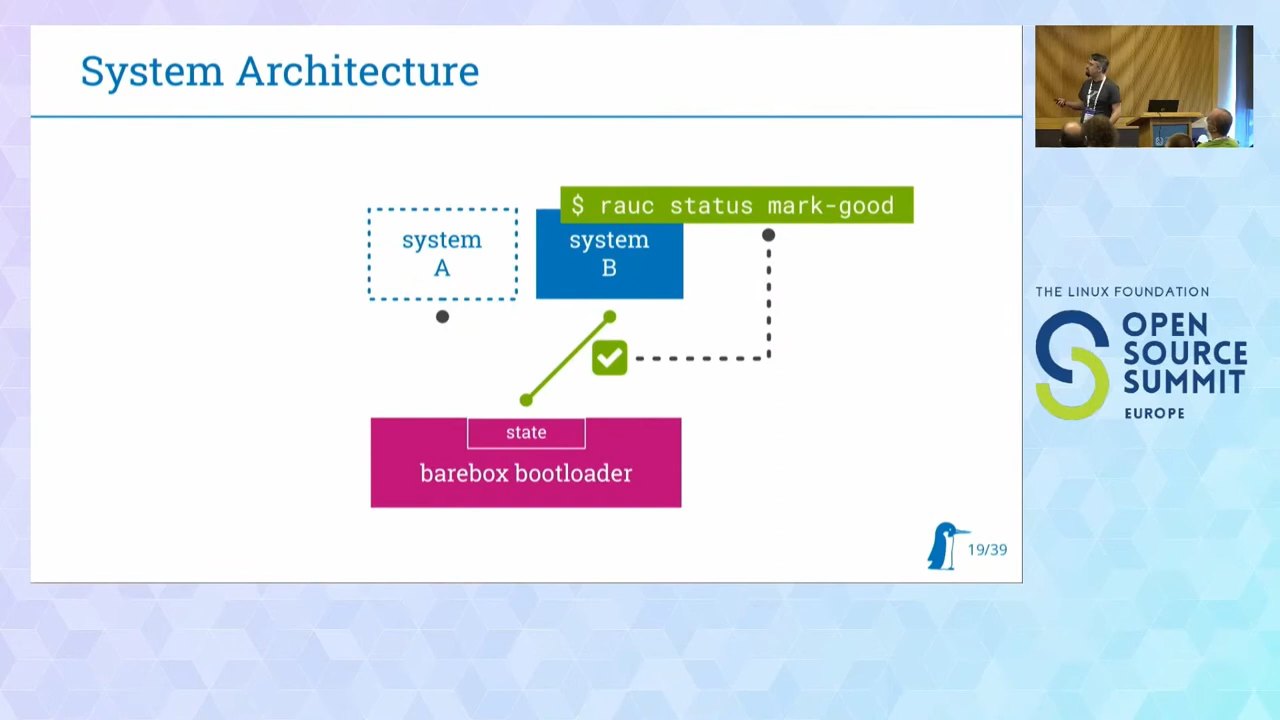 System Architecture
$ rauc status mark-good
system
A
system
B
state
barebox bootloader
19/39
THE LINUX FOUNDATION
OPEN
SOURCE
SUMMIT
EUROPE